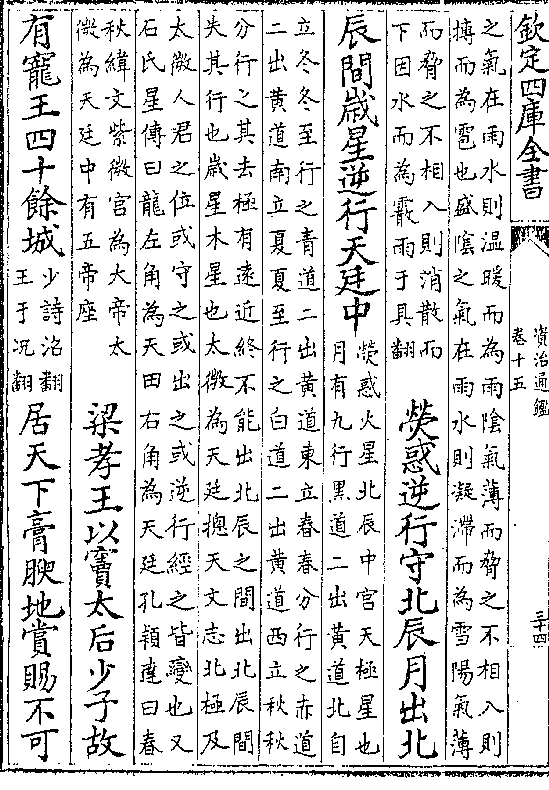 欽定四庫全書
資治通鑑
卷十五
三十四
之氣在雨水則温暖而為雨隂氣薄而脅之不相入則
摶而為雹也盛隂之氣在雨水則凝滯而為雪陽氣薄
而脅之不相入則消散而
下因水而為霰雨于具翻
熒惑逆行守北辰月出北
辰間歲星逆行天廷中
熒惑火星北辰中宫天極星也
月有九行黒道二出黄道北自
立冬冬至行之青道二出黄道東立春春分行之赤道
二出黄道南立夏夏至行之白道二出黄道西立秋秋
分行之其去極有遠近終不能出北辰之間出北辰間
失其行也歲星木星也太微為天廷揔天文志北極及
太微人君之位或守之或出之或逆行經之皆變也又
石氏星傳曰龍左角為天田右角為天廷孔穎逹曰春
秋緯文紫微宫為大帝太
微為天廷中有五帝座
梁孝王以竇太后少子故
有寵王四十餘城
少詩沼翻
王于况翻
居天下膏腴地賞賜不可